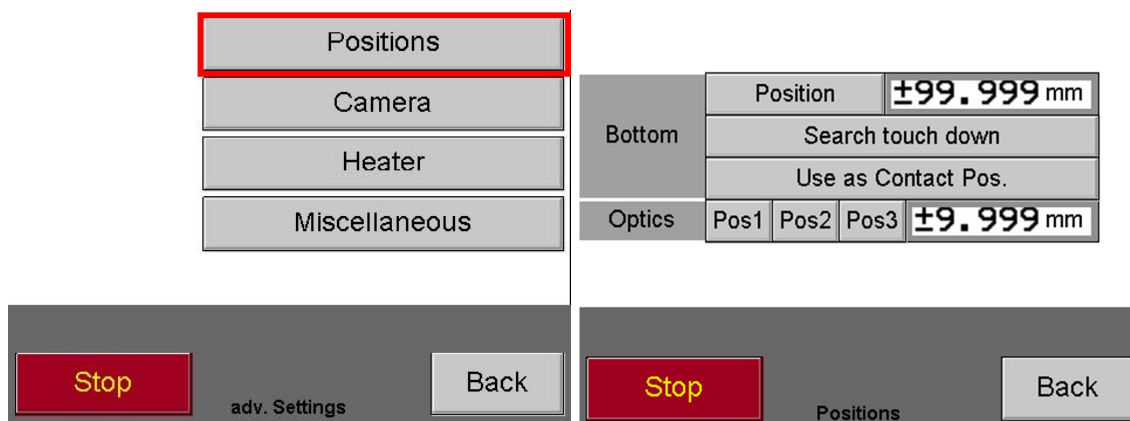 Positions
Camera
Heater
Miscellaneous
Stop
adv. Settings
Back
Bottom
Position
±99.999 mm
Search touch down
Use as Contact Pos.
Optics
Pos1 Pos2 Pos3 ±9.999 mm
Stop
Positions
Back